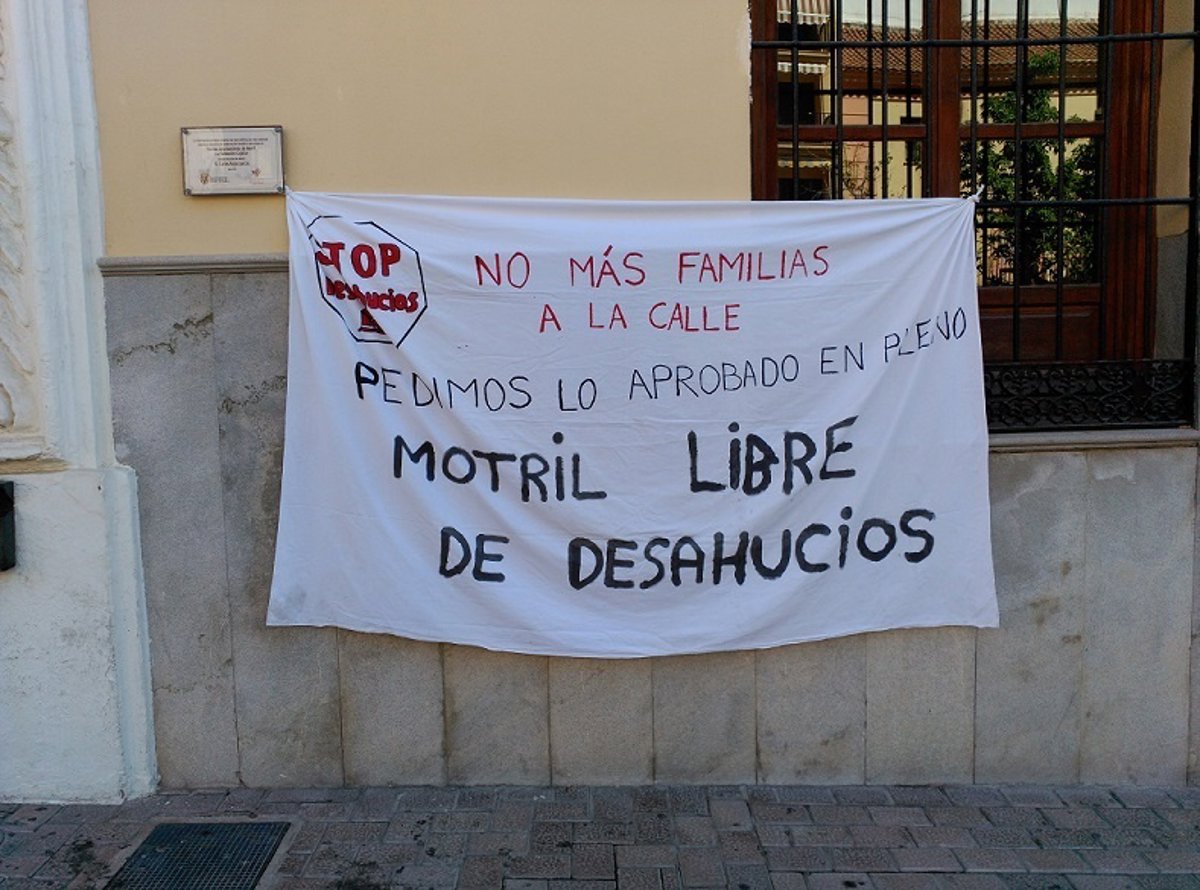 STOP
Desahucios
NO MÁS FAMILIAS
A LA CALLE
PEDIMOS LO APROBADO EN PLENO
MOTRIL LIBRE
DE DESAHUCIOS